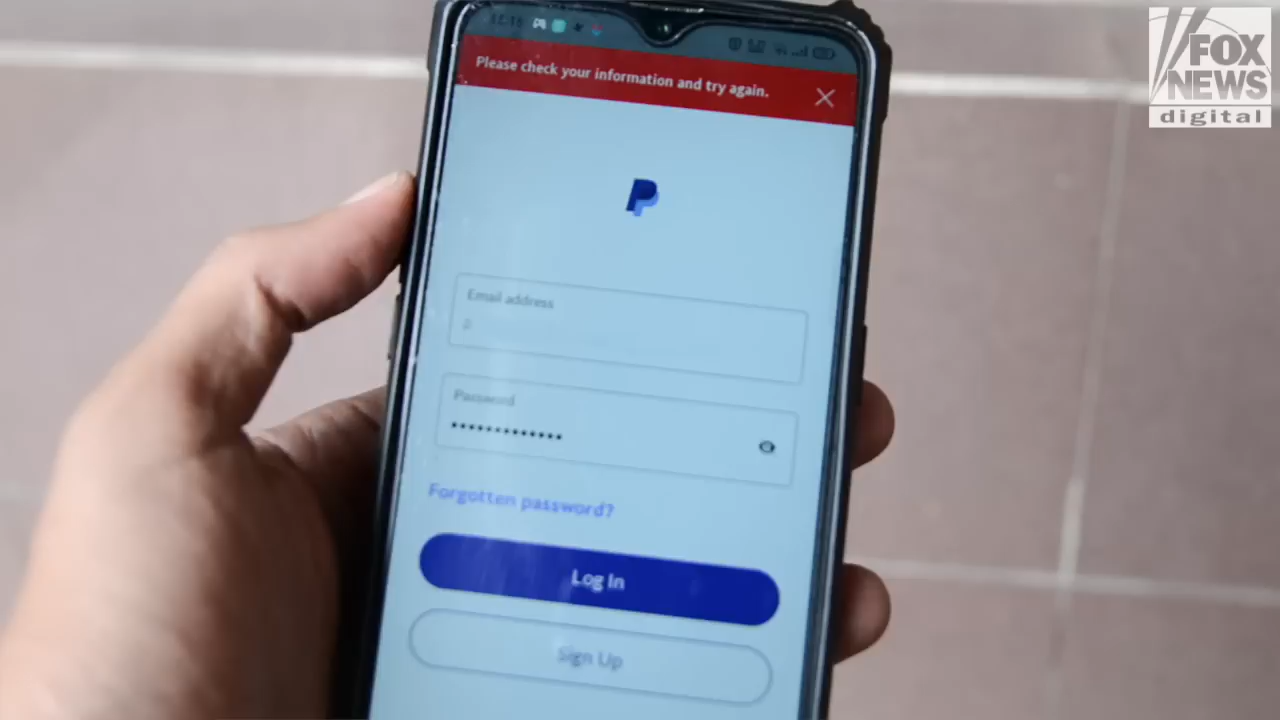 FOX
NEWS
digital
Please check your information and try again.
Email address
Password
Forgotten password?
Log In
Sign Up